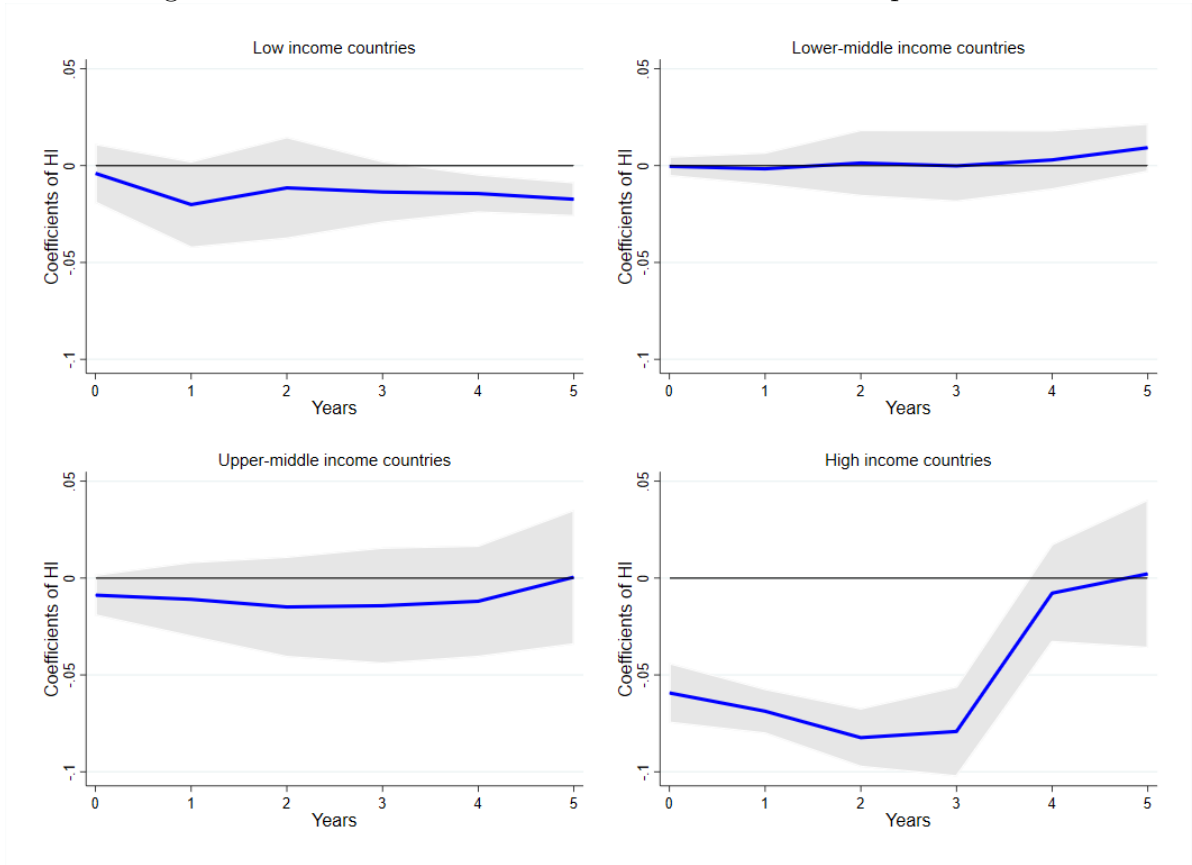 Low income countries
Coefficients of HI
.05
0
-.05
-.1
0 1 2 3 4 5
Years
Lower-middle income countries
Coefficients of HI
.05
0
-.05
-.1
0 1 2 3 4 5
Years
Upper-middle income countries
Coefficients of HI
.05
0
-.05
-.1
0 1 2 3 4 5
Years
High income countries
Coefficients of HI
.05
0
-.05
-.1
0 1 2 3 4 5
Years